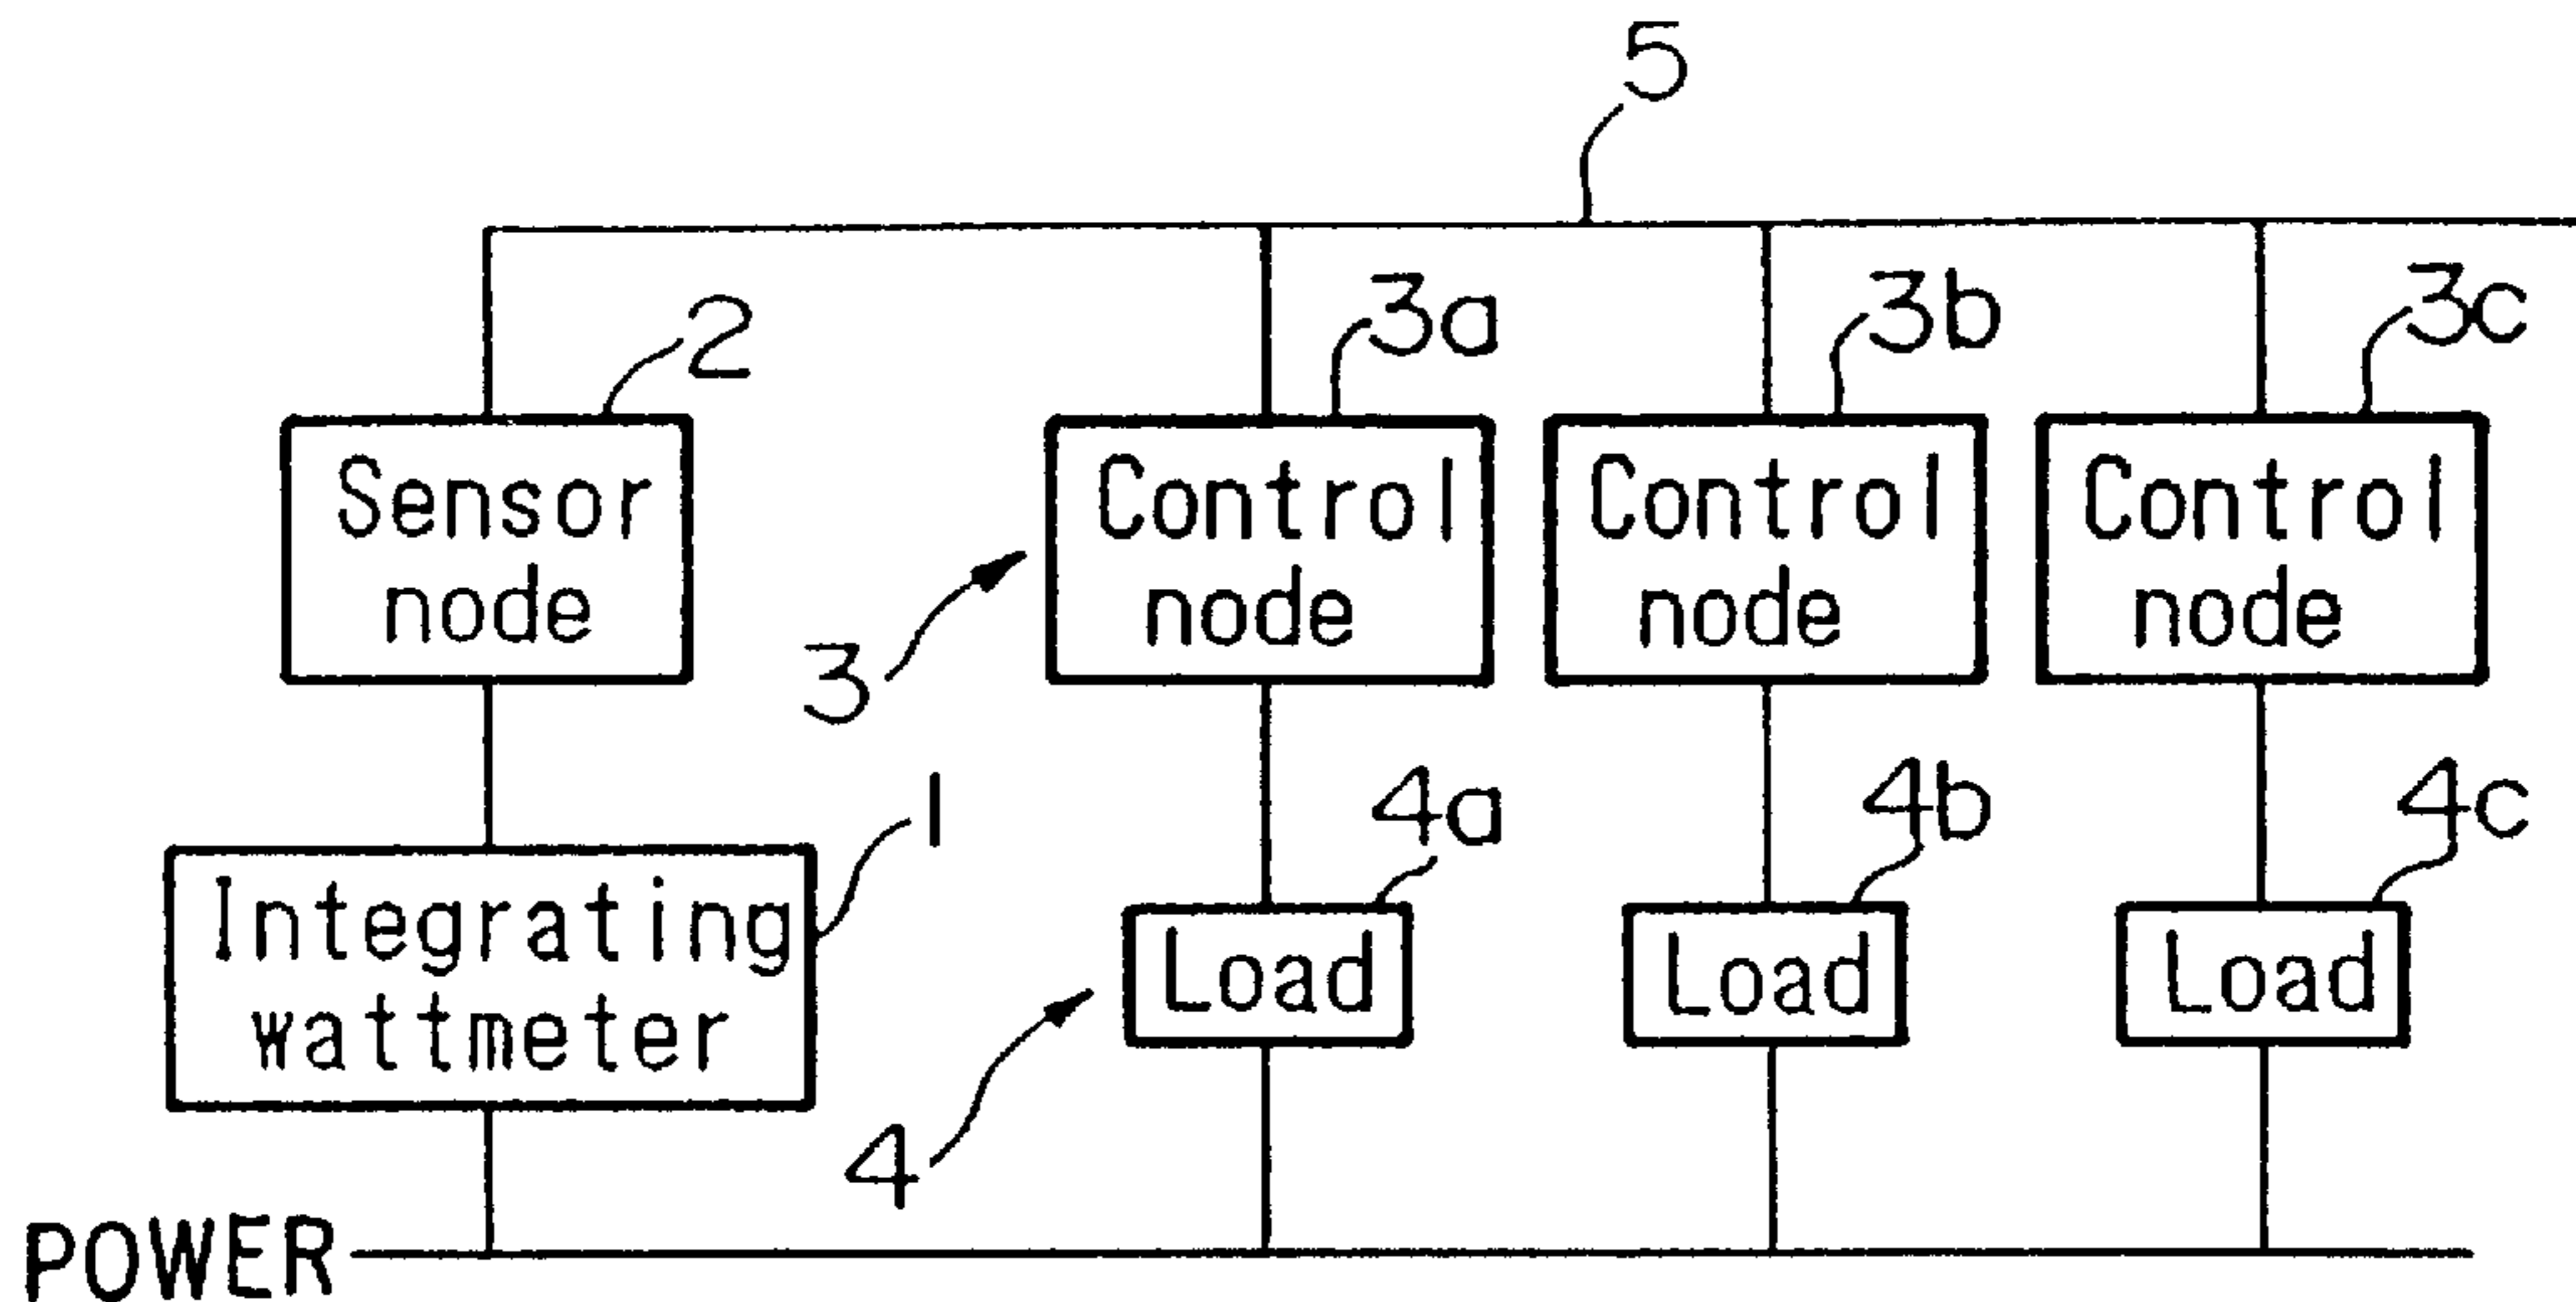 5
2
3a
3b
3c
Sensor
node
Control
node
Control
node
Control
node
3
1
4a
4b
4c
Integrating
wattmeter
Load
Load
Load
4
POWER